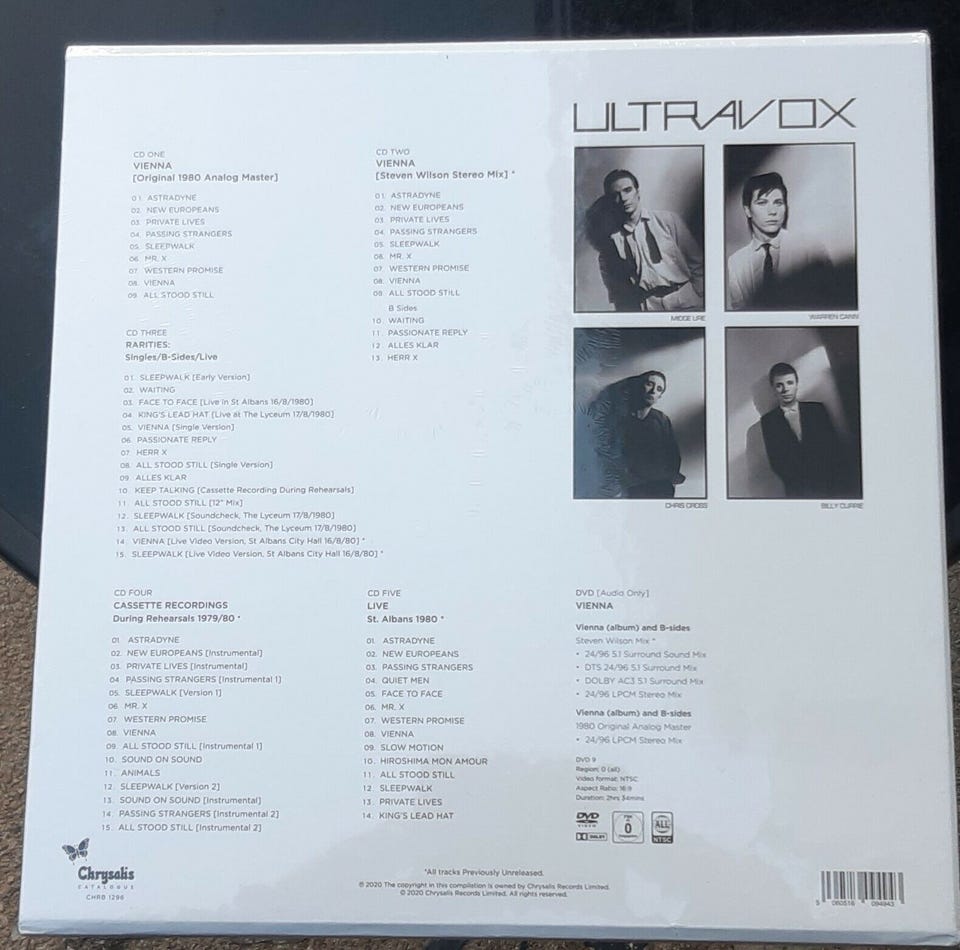 ULTRAVOX
MIDGE URE
WARREN CANN
CHRIS CROSS
BILLY CURRIE
CD ONE
VIENNA
[Original 1980 Analog Master]
01. ASTRADYNE
02. NEW EUROPEANS
03. PRIVATE LIVES
04. PASSING STRANGERS
05. SLEEPWALK
06. MR. X
07. WESTERN PROMISE
08. VIENNA
09. ALL STOOD STILL
CD TWO
VIENNA
[Steven Wilson Stereo Mix] *
01. ASTRADYNE
02. NEW EUROPEANS
03. PRIVATE LIVES
04. PASSING STRANGERS
05. SLEEPWALK
06. MR. X
07. WESTERN PROMISE
08. VIENNA
09. ALL STOOD STILL
B Sides
10. WAITING
11. PASSIONATE REPLY
12. ALLES KLAR
13. HERR X
CD THREE
RARITIES:
Singles/B-Sides/Live
01. SLEEPWALK [Early Version]
02. WAITING
03. FACE TO FACE [Live in St Albans 16/8/1980]
04. KING'S LEAD HAT [Live at The Lyceum 17/8/1980]
05. VIENNA [Single Version]
06. PASSIONATE REPLY
07. HERR X
08. ALL STOOD STILL [Single Version]
09. ALLES KLAR
10. KEEP TALKING [Cassette Recording During Rehearsals]
11. ALL STOOD STILL [12" Mix]
12. SLEEPWALK [Soundcheck, The Lyceum 17/8/1980]
13. ALL STOOD STILL [Soundcheck, The Lyceum 17/8/1980]
14. VIENNA [Live Video Version, St Albans City Hall 16/8/80] *
15. SLEEPWALK [Live Video Version, St Albans City Hall 16/8/80] *
CD FOUR
CASSETTE RECORDINGS
During Rehearsals 1979/80 *
01. ASTRADYNE
02. NEW EUROPEANS [Instrumental]
03. PRIVATE LIVES [Instrumental]
04. PASSING STRANGERS [Instrumental 1]
05. SLEEPWALK [Version 1]
06. MR. X
07. WESTERN PROMISE
08. VIENNA
09. ALL STOOD STILL [Instrumental 1]
10. SOUND ON SOUND
11. ANIMALS
12. SLEEPWALK [Version 2]
13. SOUND ON SOUND [Instrumental]
14. PASSING STRANGERS [Instrumental 2]
15. ALL STOOD STILL [Instrumental 2]
CD FIVE
LIVE
St. Albans 1980 *
01. ASTRADYNE
02. NEW EUROPEANS
03. PASSING STRANGERS
04. QUIET MEN
05. FACE TO FACE
06. MR. X
07. WESTERN PROMISE
08. VIENNA
09. SLOW MOTION
10. HIROSHIMA MON AMOUR
11. ALL STOOD STILL
12. SLEEPWALK
13. PRIVATE LIVES
14. KING'S LEAD HAT
DVD [Audio Only]
VIENNA
Vienna (album) and B-sides
Steven Wilson Mix *
• 24/96 5.1 Surround Sound Mix
• DTS 24/96 5.1 Surround Mix
• DOLBY AC3 5.1 Surround Mix
• 24/96 LPCM Stereo Mix
Vienna (album) and B-sides
1980 Original Analog Master
• 24/96 LPCM Stereo Mix
DVD 9
Region: 0 (all)
Video format: NTSC
Aspect Ratio: 16:9
Duration: 2hrs 34mins
DVD
VIDEO
DOLBY
0
ALL
NTSC
Chrysalis
CATALOGUE
CHRB 1296
*All tracks Previously Unreleased.
℗ 2020 The copyright in this compilation is owned by Chrysalis Records Limited.
© 2020 Chrysalis Records Limited. All rights reserved.
5 060516 094943